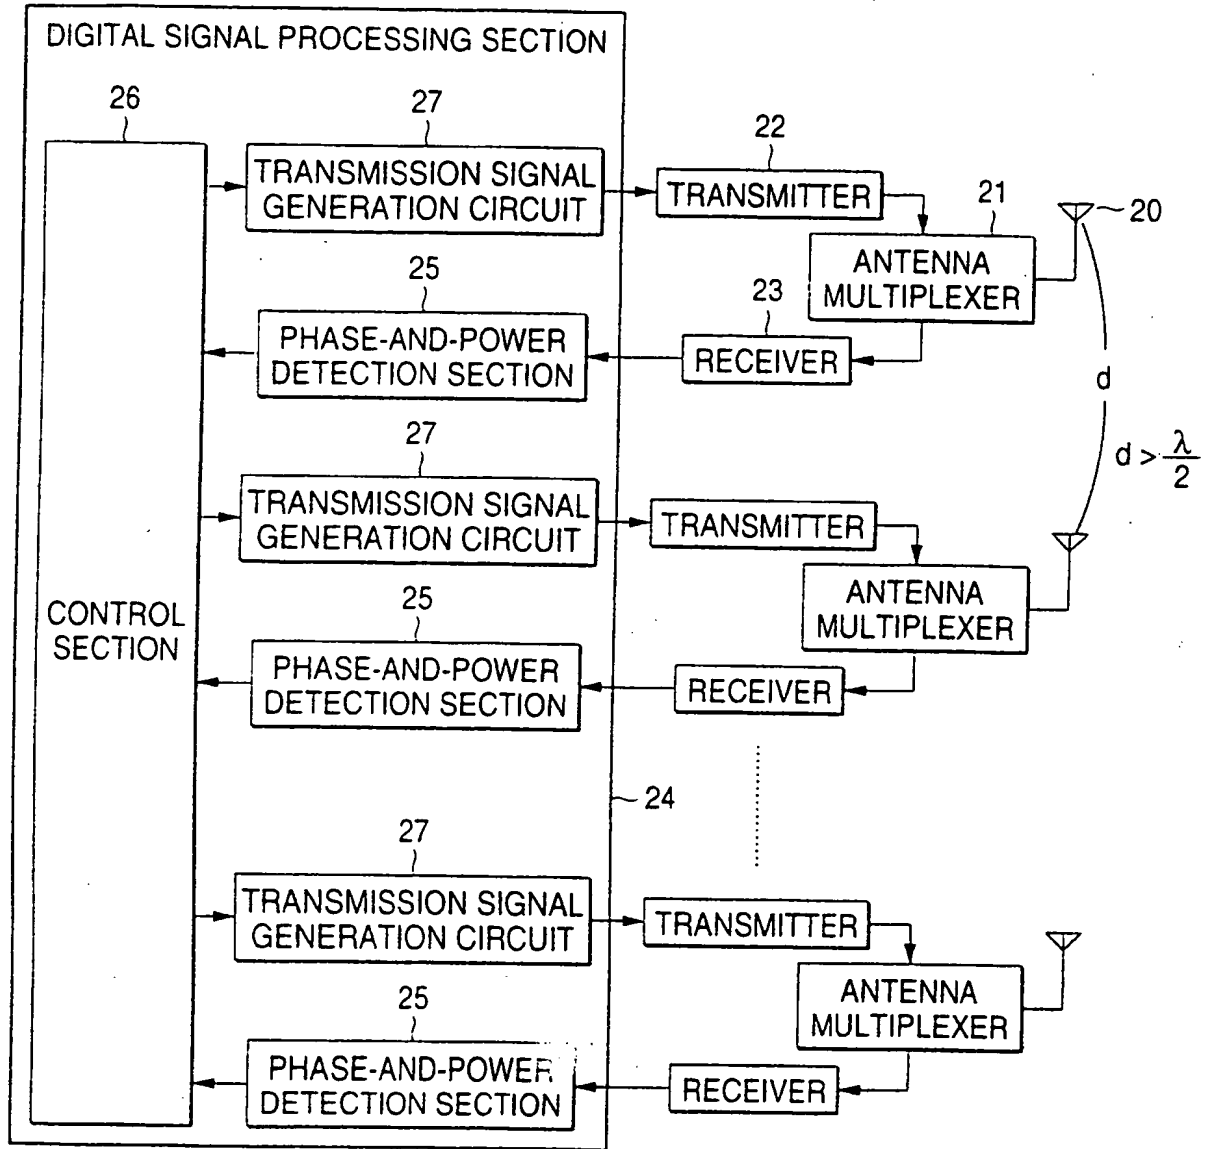 DIGITAL SIGNAL PROCESSING SECTION
26
27
22
TRANSMISSION SIGNAL
GENERATION CIRCUIT
TRANSMITTER
21
20
ANTENNA
MULTIPLEXER
25
23
PHASE-AND-POWER
DETECTION SECTION
RECEIVER
d
d > λ/2
27
TRANSMISSION SIGNAL
GENERATION CIRCUIT
TRANSMITTER
ANTENNA
MULTIPLEXER
CONTROL
SECTION
25
PHASE-AND-POWER
DETECTION SECTION
RECEIVER
24
27
TRANSMISSION SIGNAL
GENERATION CIRCUIT
TRANSMITTER
ANTENNA
MULTIPLEXER
25
PHASE-AND-POWER
DETECTION SECTION
RECEIVER